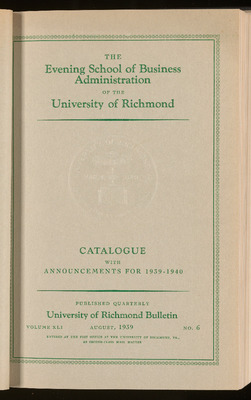 THE
Evening School of Business
Administration
OF THE
University of Richmond
CATALOGUE
WITH
ANNOUNCEMENTS FOR 1939-1940
PUBLISHED QUARTERLY
University of Richmond Bulletin
VOLUME XLI AUGUST, 1939 NO. 6
ENTERED AT THE POST OFFICE AT THE UNIVERSITY OF RICHMOND, VA.,
AS SECOND-CLASS MAIL MATTER